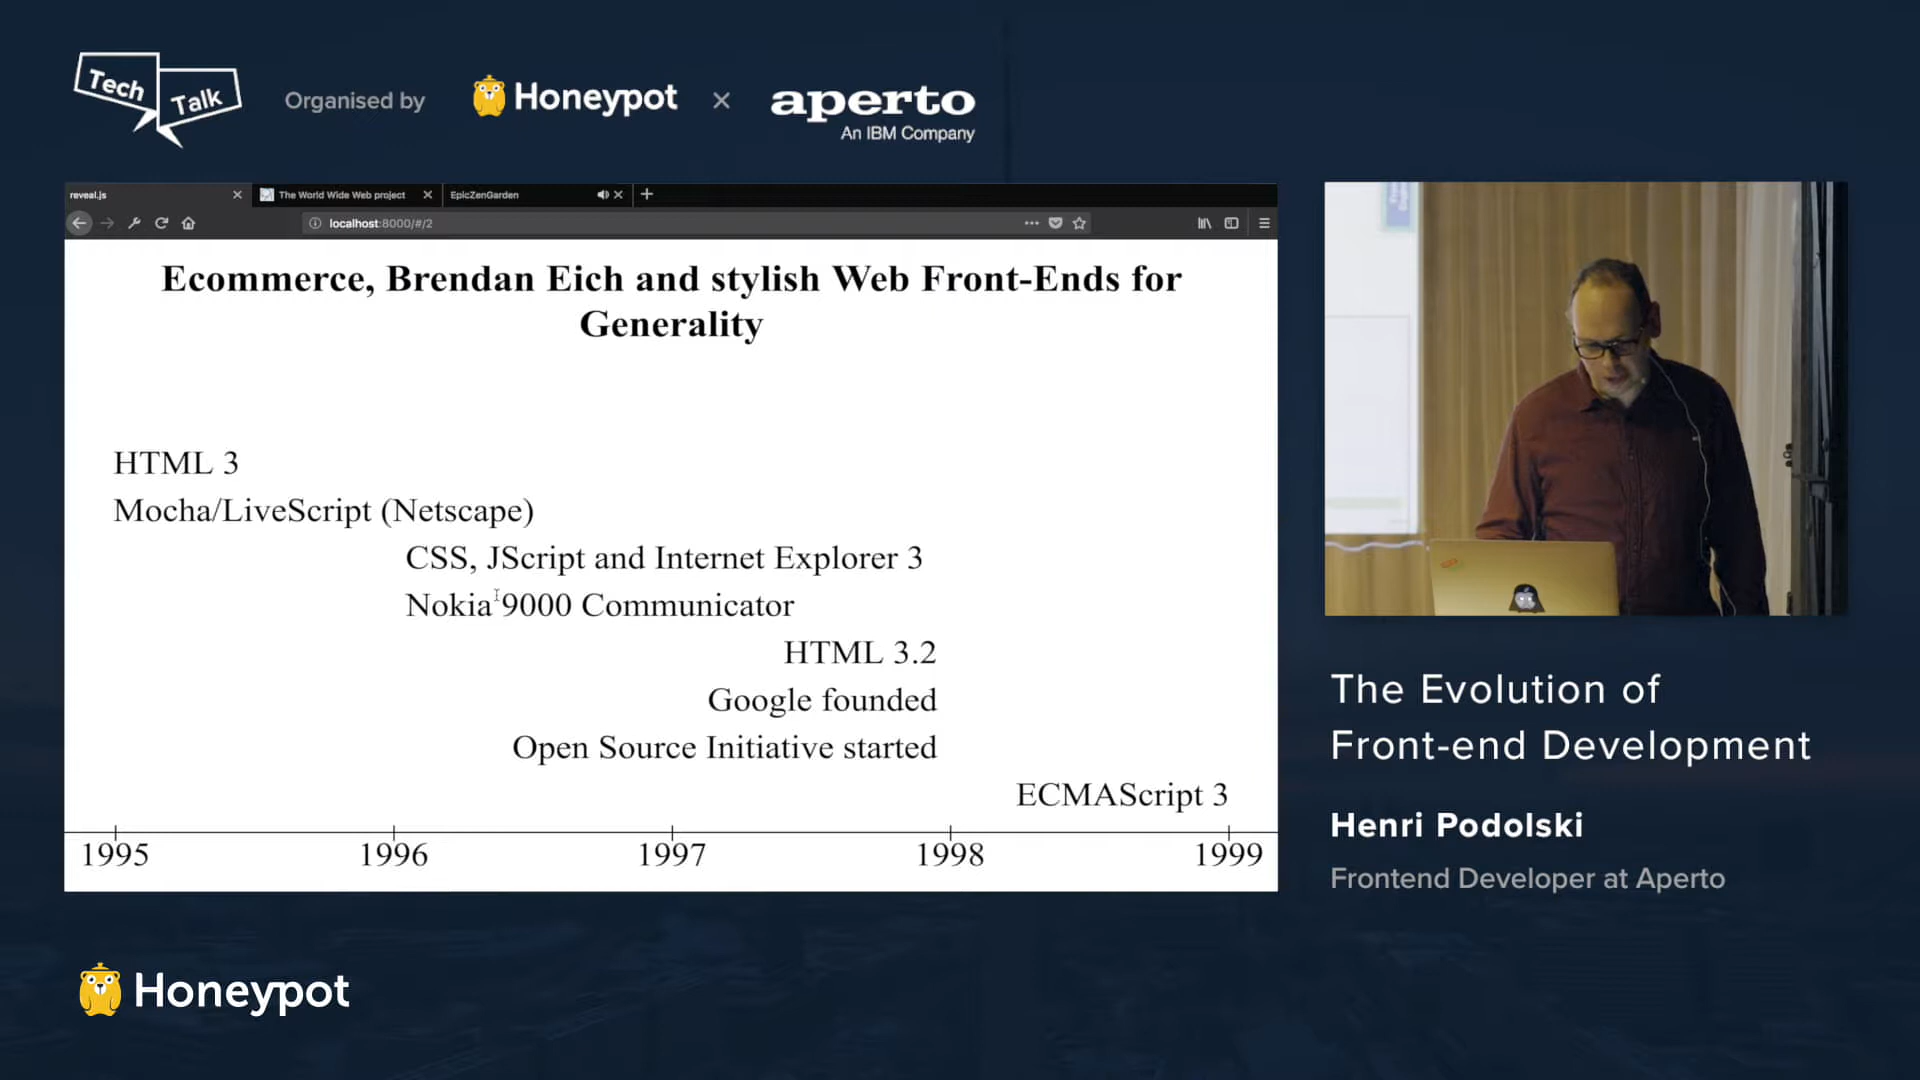 Tech
Talk
Organised by
Honeypot
×
aperto
An IBM Company
reveal.js
The World Wide Web project
EpicZenGarden
localhost:8000/#/2
Ecommerce, Brendan Eich and stylish Web Front-Ends for
Generality
HTML 3
Mocha/LiveScript (Netscape)
CSS, JScript and Internet Explorer 3
Nokia 9000 Communicator
HTML 3.2
Google founded
Open Source Initiative started
ECMAScript 3
1995 1996 1997 1998 1999
The Evolution of
Front-end Development
Henri Podolski
Frontend Developer at Aperto
Honeypot